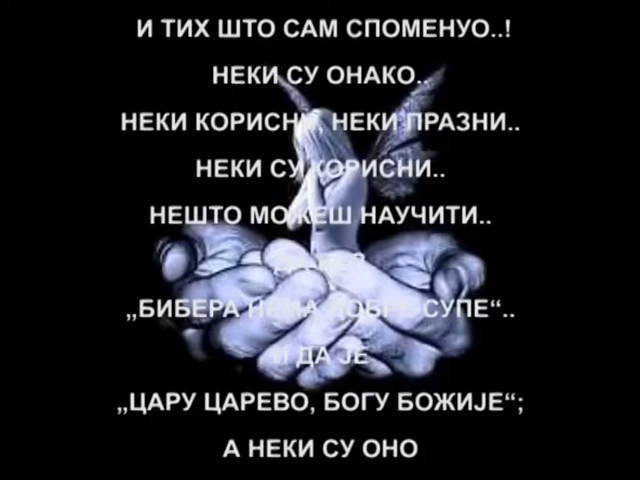 И ТИХ ШТО САМ СПОМЕНУО..!
НЕКИ СУ ОНАКО..
НЕКИ КОРИСНИ, НЕКИ ПРАЗНИ..
НЕКИ СУ КОРИСНИ..
НЕШТО МОЖЕШ НАУЧИТИ..
„БИБЕРА НЕМА ДОБРЕ СУПЕ“..
И ДА ЈЕ
„ЦАРУ ЦАРЕВО, БОГУ БОЖИЈЕ“;
А НЕКИ СУ ОНО